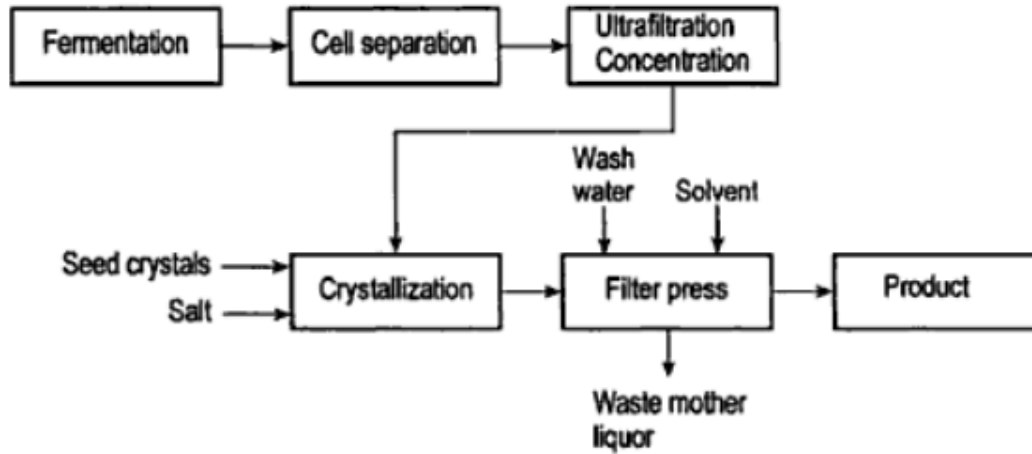 Fermentation
Cell separation
Ultrafiltration
Concentration
Wash
water
Solvent
Seed crystals
Salt
Crystallization
Filter press
Product
Waste mother
liquor